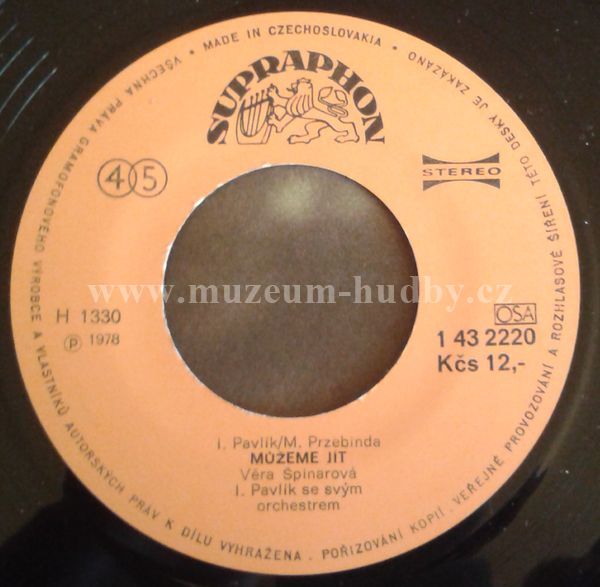 VŠECHNA PRÁVA GRAMOFONOVÉHO VÝROBCE A VLASTNÍKŮ AUTORSKÝCH PRÁV K DÍLU VYHRAŽENA. POŘIZOVÁNÍ KOPIÍ, VEŘEJNÉ PROVOZOVÁNÍ A ROZHLASOVÉ ŠÍŘENÍ TÉTO DESKY JE ZAKÁZÁNO • MADE IN CZECHOSLOVAKIA •
SUPRAPHON
45
STEREO
www.muzeum-hudby.cz
H 1330
Ⓟ 1978
OSA
1 43 2220
Kčs 12,-
I. Pavlík/M. Przebinda
MŮŽEME JÍT
Věra Špinarová
I. Pavlík se svým
orchestrem